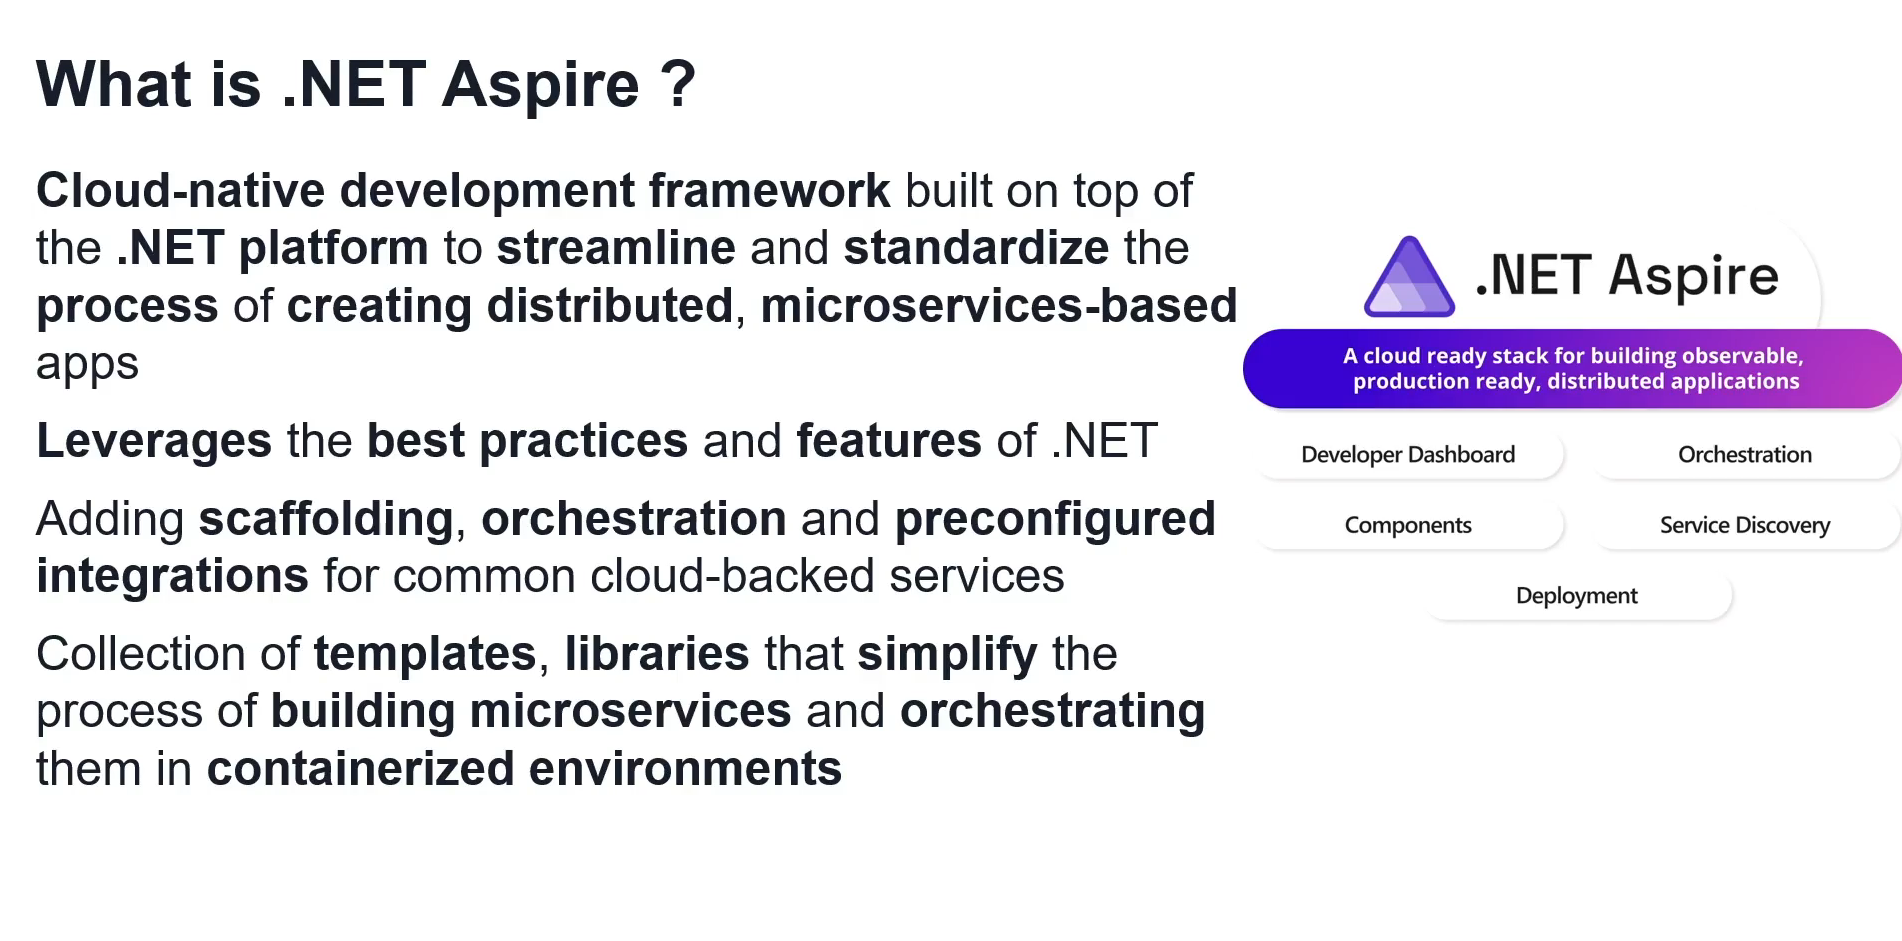 What is .NET Aspire ?
Cloud-native development framework built on top of
the .NET platform to streamline and standardize the
process of creating distributed, microservices-based
apps
Leverages the best practices and features of .NET
Adding scaffolding, orchestration and preconfigured
integrations for common cloud-backed services
Collection of templates, libraries that simplify the
process of building microservices and orchestrating
them in containerized environments
.NET Aspire
A cloud ready stack for building observable,
production ready, distributed applications
Developer Dashboard
Orchestration
Components
Service Discovery
Deployment